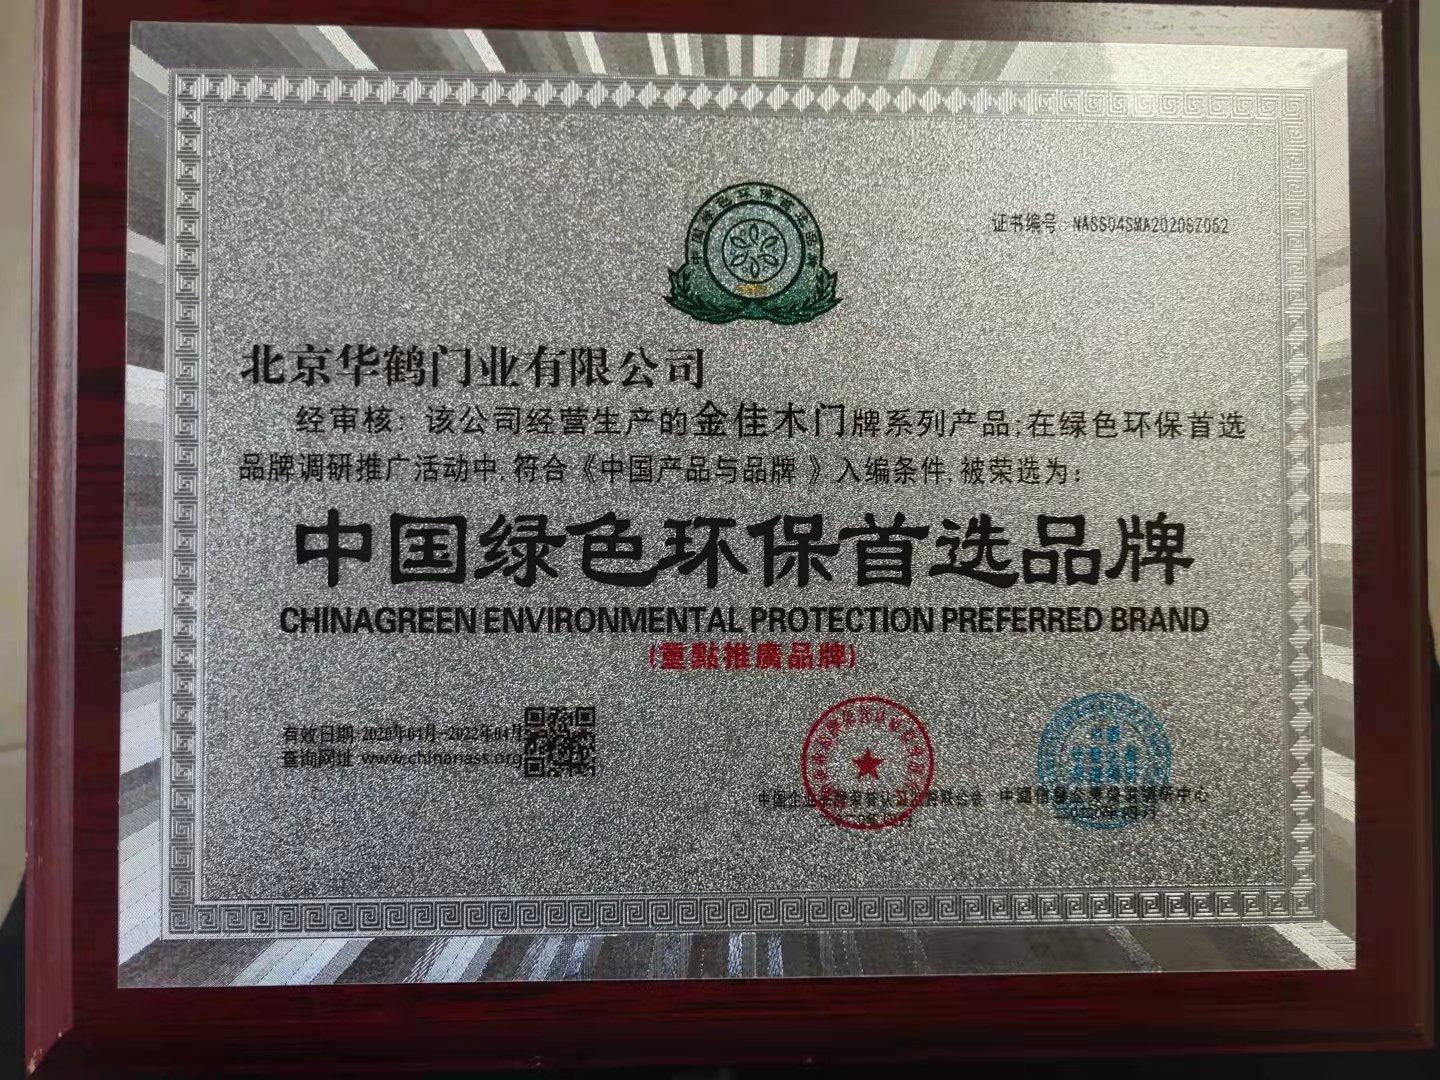 证书编号 NASS04SMA2020SZ052
北京华鹤门业有限公司
经审核: 该公司经营生产的金佳木门牌系列产品;在绿色环保首选
品牌调研推广活动中,符合《中国产品与品牌 》入编条件,被荣选为:
中国绿色环保首选品牌
CHINAGREEN ENVIRONMENTAL PROTECTION PREFERRED BRAND
(重點推廣品牌)
有效日期: 2020年04月-2022年04月
查询网址 www.chinanass.org